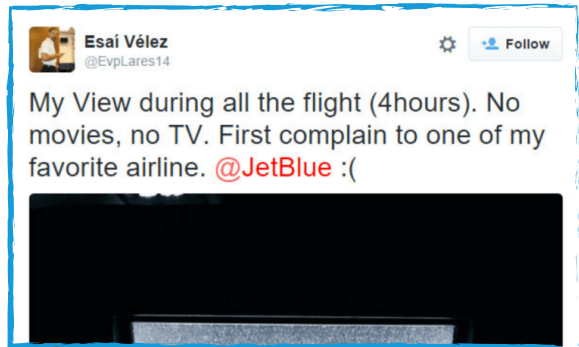 Esaí Vélez
@EvpLares14
Follow
My View during all the flight (4hours). No
movies, no TV. First complain to one of my
favorite airline. @JetBlue :(